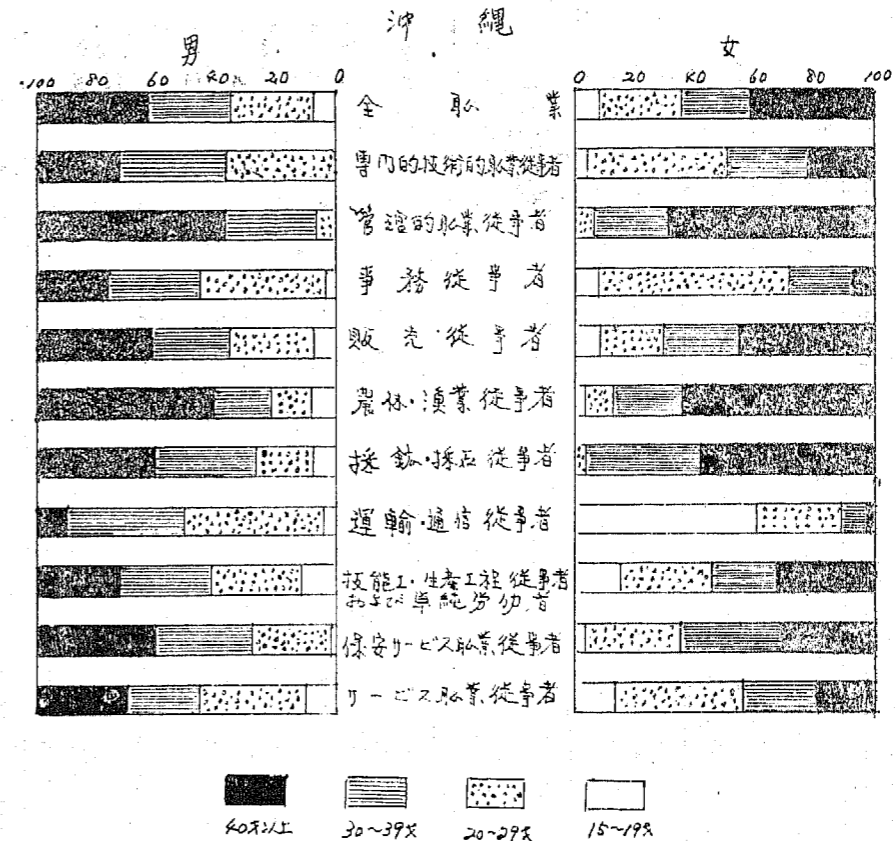 沖縄
男
女
100 80 60 40 20 0
0 20 40 60 80 100
全職業
専門的技術的職業従事者
管理的職業従事者
事務従事者
販売従事者
農林・漁業従事者
採鉱・採石従事者
運輸・通信従事者
技能工・生産工程従事者
および単純労働者
保安サービス職業従事者
サービス職業従事者
40才以上 30~39才 20~29才 15~19才